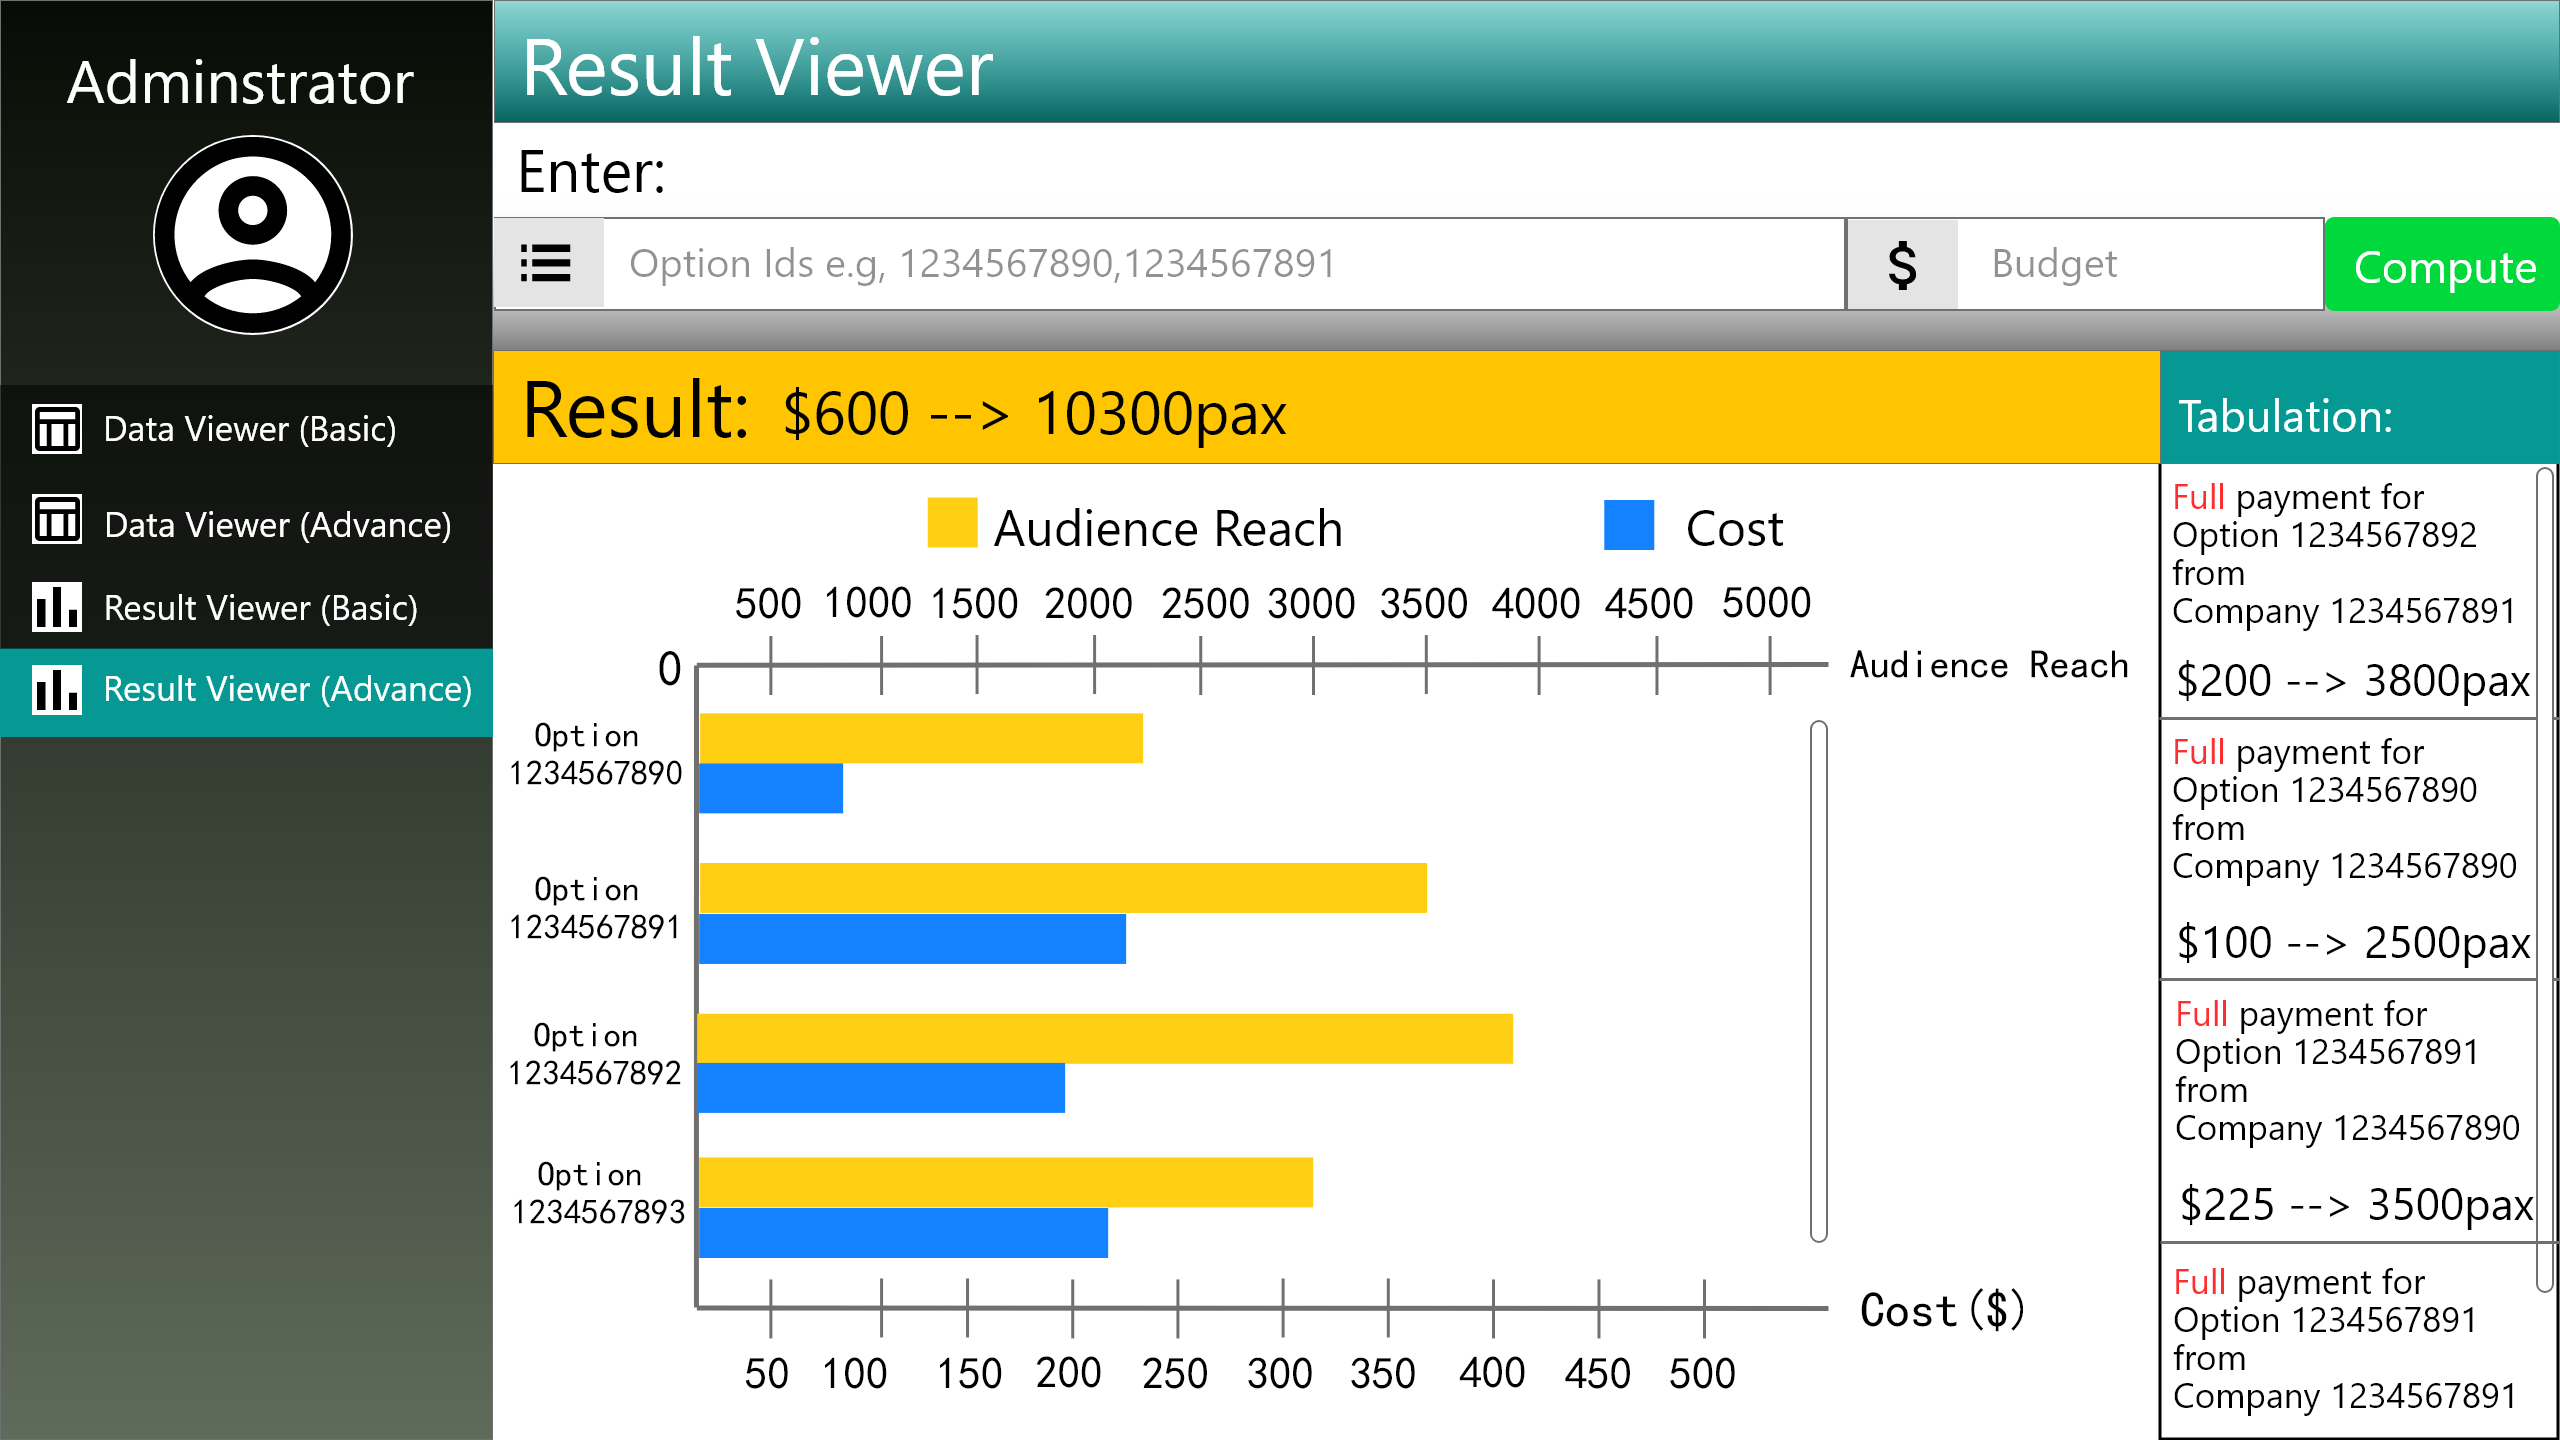 Adminstrator
Data Viewer (Basic)
Data Viewer (Advance)
Result Viewer (Basic)
Result Viewer (Advance)
Result Viewer
Enter:
Option Ids e.g, 1234567890,1234567891
$
Budget
Compute
Result: $600 --> 10300pax
Audience Reach
Cost
500 1000 1500 2000 2500 3000 3500 4000 4500 5000
0
Audience Reach
Option
1234567890
Option
1234567891
Option
1234567892
Option
1234567893
Cost($)
50 100 150 200 250 300 350 400 450 500
Tabulation:
Full payment for
Option 1234567892
from
Company 1234567891
$200 --> 3800pax
Full payment for
Option 1234567890
from
Company 1234567890
$100 --> 2500pax
Full payment for
Option 1234567891
from
Company 1234567890
$225 --> 3500pax
Full payment for
Option 1234567891
from
Company 1234567891